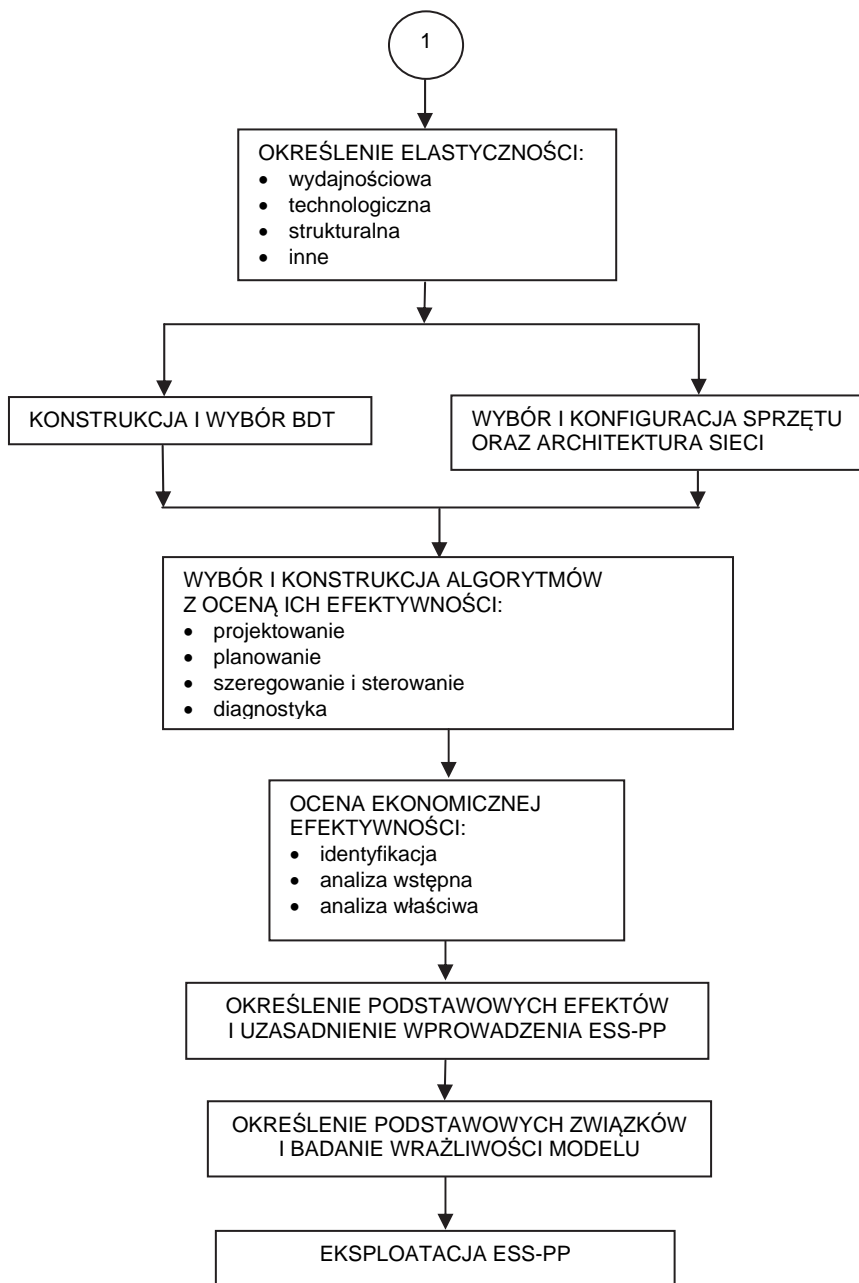 1
OKREŚLENIE ELASTYCZNOŚCI:
• wydajnościowa
• technologiczna
• strukturalna
• inne
KONSTRUKCJA I WYBÓR BDT
WYBÓR I KONFIGURACJA SPRZĘTU
ORAZ ARCHITEKTURA SIECI
WYBÓR I KONSTRUKCJA ALGORYTMÓW
Z OCENĄ ICH EFEKTYWNOŚCI:
• projektowanie
• planowanie
• szeregowanie i sterowanie
• diagnostyka
OCENA EKONOMICZNEJ
EFEKTYWNOŚCI:
• identyfikacja
• analiza wstępna
• analiza właściwa
OKREŚLENIE PODSTAWOWYCH EFEKTÓW
I UZASADNIENIE WPROWADZENIA ESS-PP
OKREŚLENIE PODSTAWOWYCH ZWIĄZKÓW
I BADANIE WRAŻLIWOŚCI MODELU
EKSPLOATACJA ESS-PP